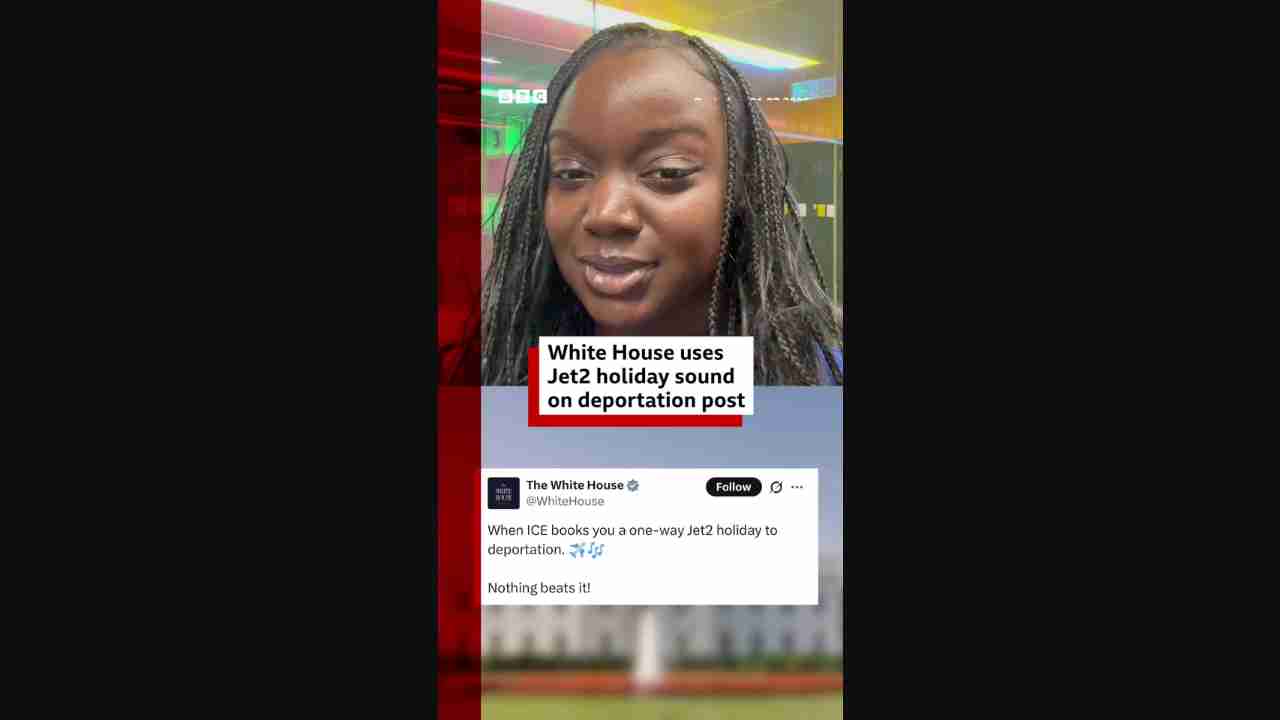 BBC
White House uses
Jet2 holiday sound
on deportation post
The White House
@WhiteHouse
Follow
When ICE books you a one-way Jet2 holiday to
deportation. ✈️🎶
Nothing beats it!